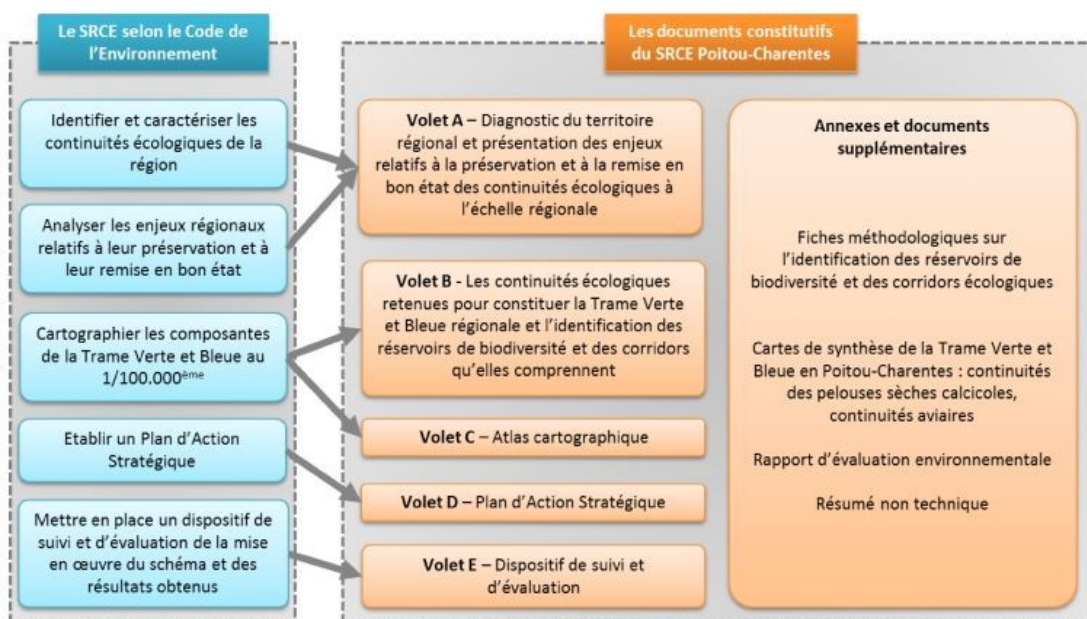 Le SRCE selon le Code de
l'Environnement
Identifier et caractériser les
continuités écologiques de la
région
Analyser les enjeux régionaux
relatifs à leur préservation et à
leur remise en bon état
Cartographier les composantes
de la Trame Verte et Bleue au
1/100.000ème
Etablir un Plan d'Action
Stratégique
Mettre en place un dispositif de
suivi et d'évaluation de la mise
en œuvre du schéma et des
résultats obtenus
Les documents constitutifs
du SRCE Poitou-Charentes
Volet A – Diagnostic du territoire
régional et présentation des enjeux
relatifs à la préservation et à la remise en
bon état des continuités écologiques à
l'échelle régionale
Volet B - Les continuités écologiques
retenues pour constituer la Trame Verte
et Bleue régionale et l'identification des
réservoirs de biodiversité et des corridors
qu'elles comprennent
Volet C – Atlas cartographique
Volet D – Plan d'Action Stratégique
Volet E – Dispositif de suivi et
d'évaluation
Annexes et documents
supplémentaires
Fiches méthodologiques sur
l'identification des réservoirs de
biodiversité et des corridors écologiques
Cartes de synthèse de la Trame Verte et
Bleue en Poitou-Charentes : continuités
des pelouses sèches calcicoles,
continuités aviaires
Rapport d'évaluation environnementale
Résumé non technique